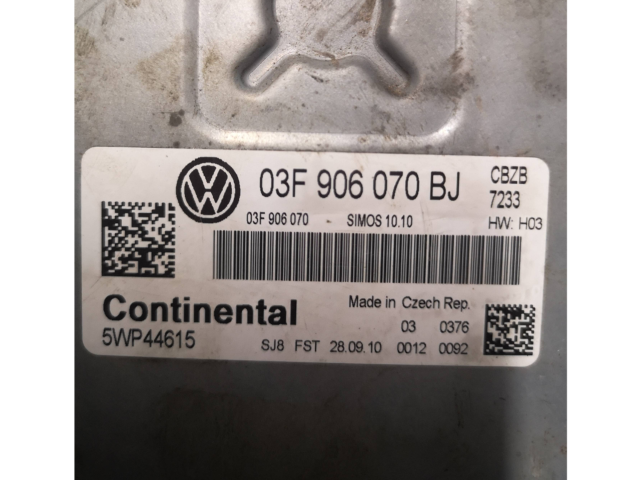 VW 03F 906 070 BJ CBZB
7233
03F 906 070 SIMOS 10.10 HW: H03
Continental Made in Czech Rep.
03 0376
5WP44615 SJ8 FST 28.09.10 0012 0092